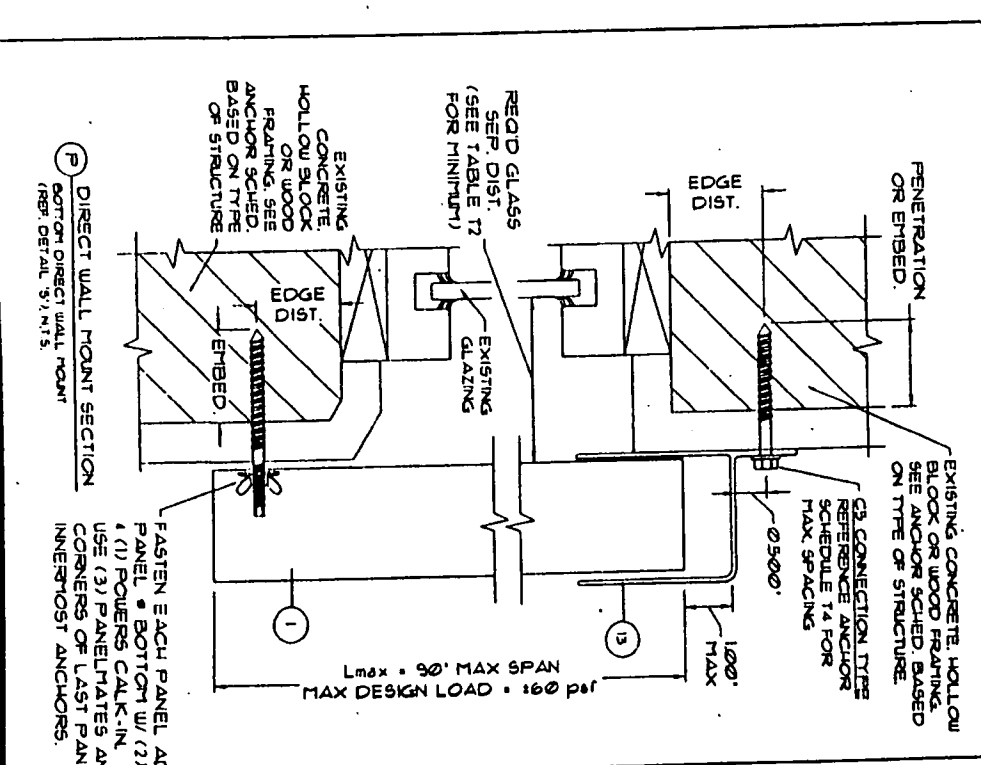 PENETRATION
OR EMBED.
EDGE
DIST.
EXISTING CONCRETE, HOLLOW
BLOCK OR WOOD FRAMING.
SEE ANCHOR SCHED. BASED
ON TYPE OF STRUCTURE.
C5 CONNECTION TYPE
REFERENCE ANCHOR
SCHEDULE T4 FOR
MAX. SPACING
0.500"
1.00"
MAX
13
REQ'D GLASS
SEP. DIST.
(SEE TABLE T2
FOR MINIMUM)
EXISTING
GLAZING
EXISTING
CONCRETE,
HOLLOW BLOCK
OR WOOD
FRAMING. SEE
ANCHOR SCHED.
BASED ON TYPE
OF STRUCTURE
EDGE
DIST.
EMBED.
1
Lmax = 90" MAX SPAN
MAX DESIGN LOAD = ±60 psf
P DIRECT WALL MOUNT SECTION
BOTTOM DIRECT WALL MOUNT
(REF. DETAIL 'S'), N.T.S.
FASTEN EACH PANEL
PANEL @ BOTTOM W/ (2)
& (1) POWERS CALK-IN.
USE (3) PANELMATES
CORNERS OF LAST
INNERMOST ANCHORS.